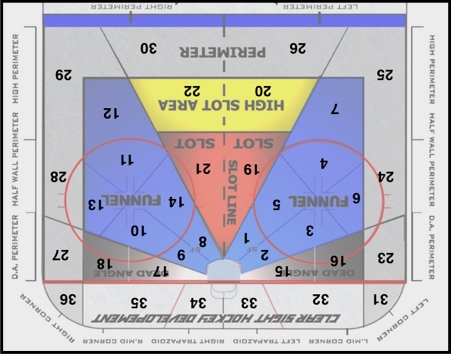 RIGHT PERIMETER LEFT PERIMETER
30 PERIMETER 26
29 25
HIGH PERIMETER HIGH PERIMETER
22 20
HIGH SLOT AREA
12 7
SLOT SLOT
11 21 19 4
HALF WALL PERIMETER HALF WALL PERIMETER
28 24
13 FUNNEL 14 SLOT LINE 5 FUNNEL 6
10 8 1 3
D.A. PERIMETER D.A. PERIMETER
27 9 2 23
18 DEAD ANGLE 17 15 DEAD ANGLE 16
36 35 34 33 32 31
CLEAR SIGHT HOCKEY DEVELOPEMENT
RIGHT CORNER R.MID CORNER RIGHT TRAPAZOID LEFT TRAPAZOID L.MID CORNER LEFT CORNER